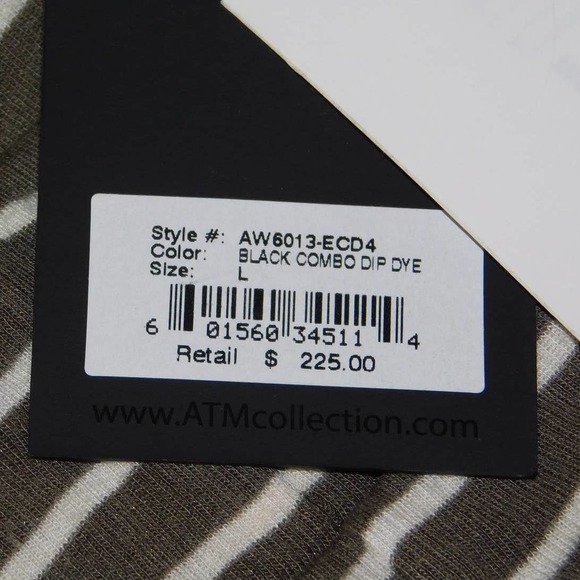 Style #: AW6013-ECD4
Color: BLACK COMBO DIP DYE
Size: L
6 01560 34511 4
Retail $ 225.00
www.ATMcollection.com